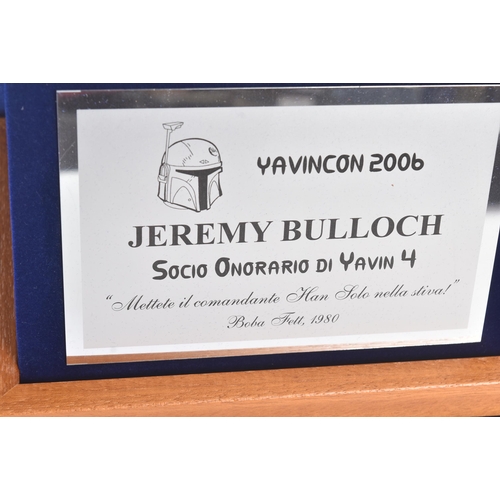 YAVINCON 2006
JEREMY BULLOCH
SOCIO ONORARIO DI YAVIN 4
"Mettete il comandante Han Solo nella stiva!"
Boba Fett, 1980